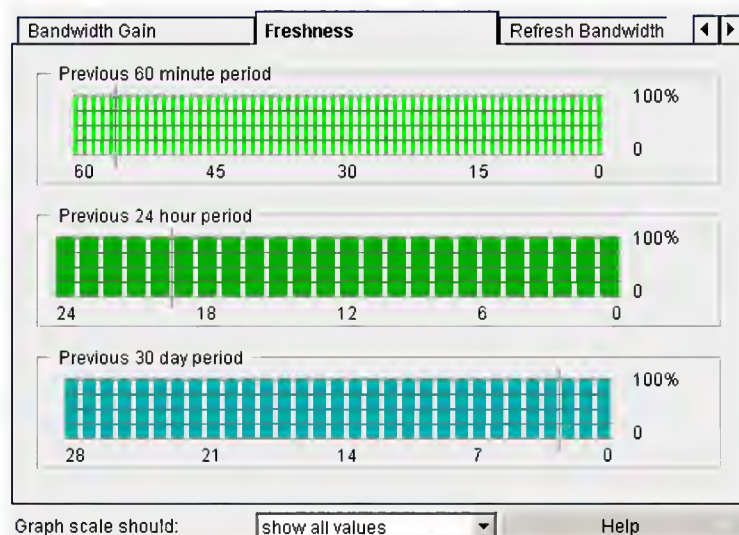 Bandwidth Gain Freshness Refresh Bandwidth
Previous 60 minute period
100%
0
60 45 30 15 0
Previous 24 hour period
100%
0
24 18 12 6 0
Previous 30 day period
100%
0
28 21 14 7 0
Graph scale should: show all values Help